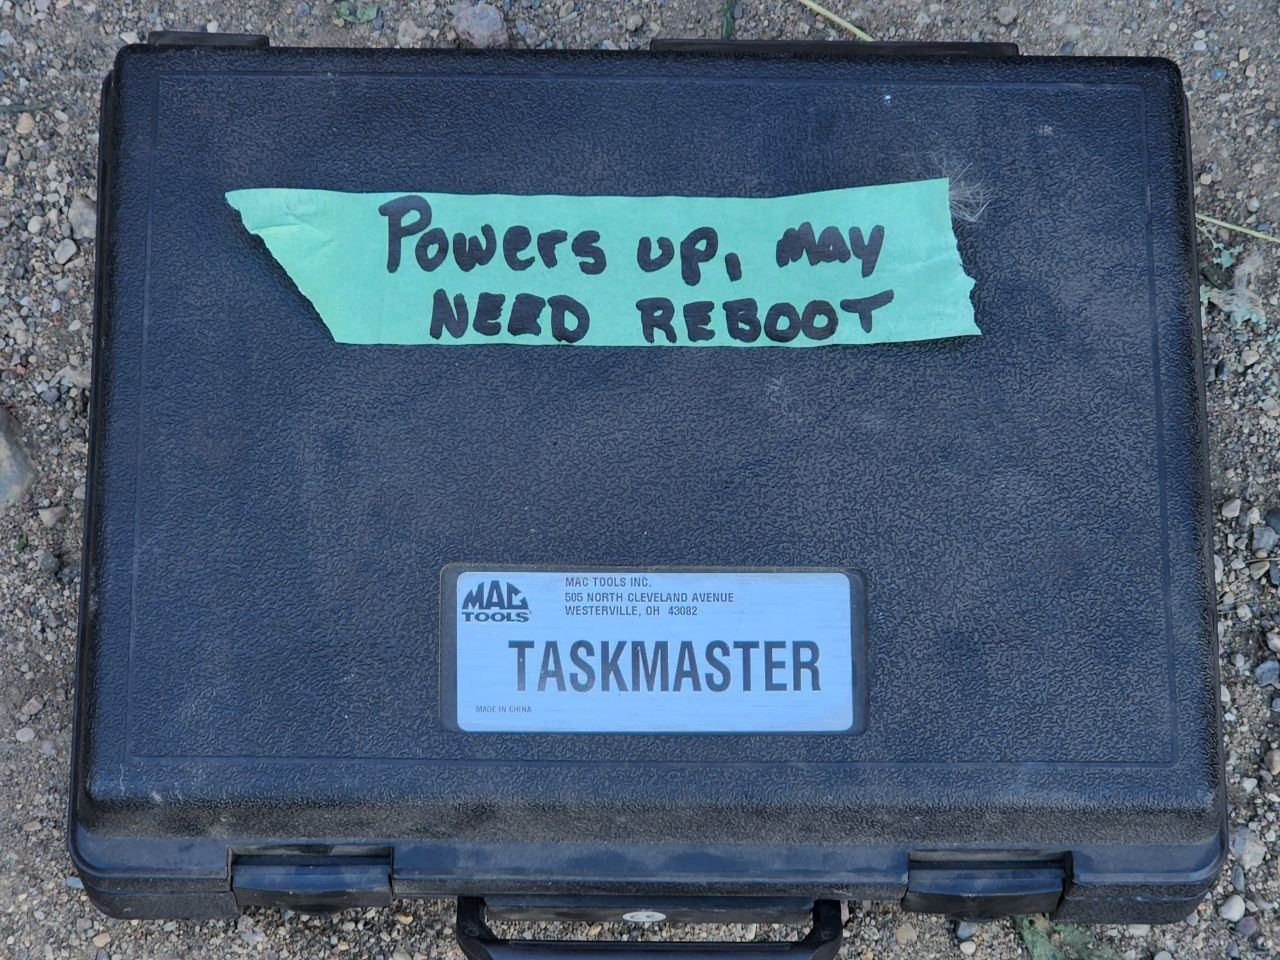 Powers up, may
NEED REBOOT
MAC
TOOLS
MAC TOOLS INC.
505 NORTH CLEVELAND AVENUE
WESTERVILLE, OH 43082
TASKMASTER
MADE IN CHINA
CE